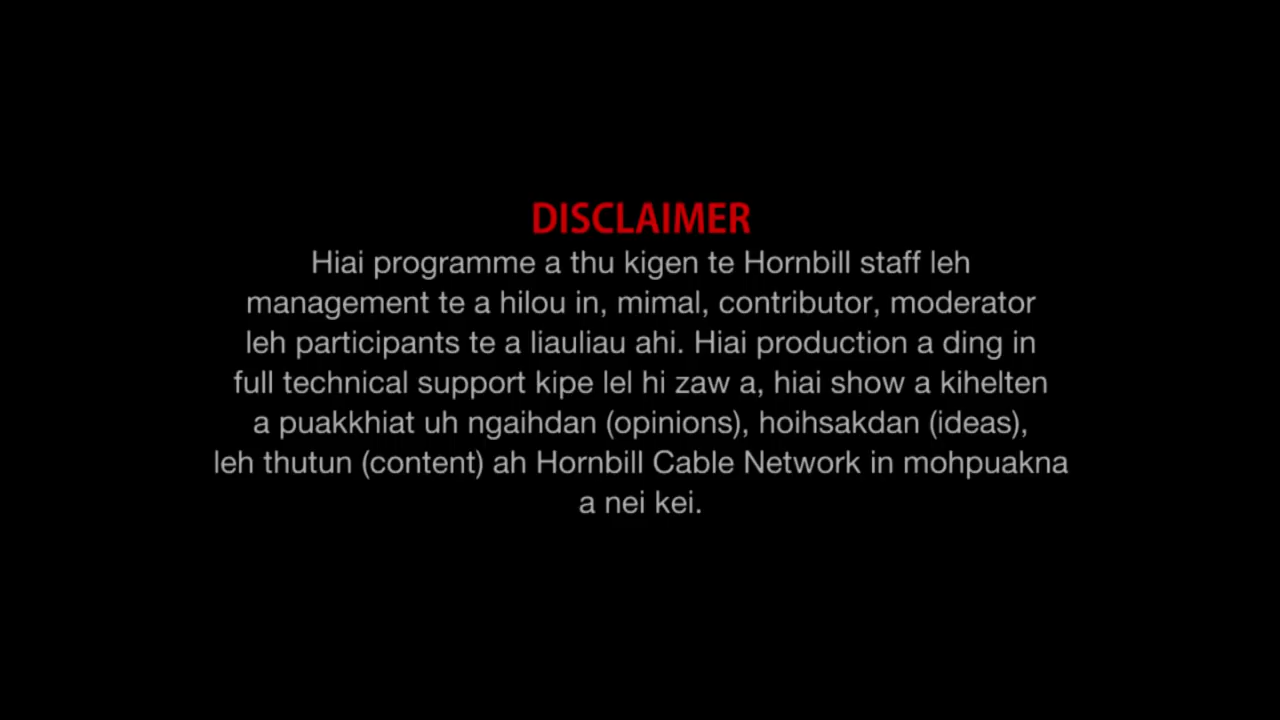 DISCLAIMER
Hiai programme a thu kigen te Hornbill staff leh
management te a hilou in, mimal, contributor, moderator
leh participants te a liauliau ahi. Hiai production a ding in
full technical support kipe lel hi zaw a, hiai show a kihelten
a puakkhiat uh ngaihdan (opinions), hoihsakdan (ideas),
leh thutun (content) ah Hornbill Cable Network in mohpuakna
a nei kei.